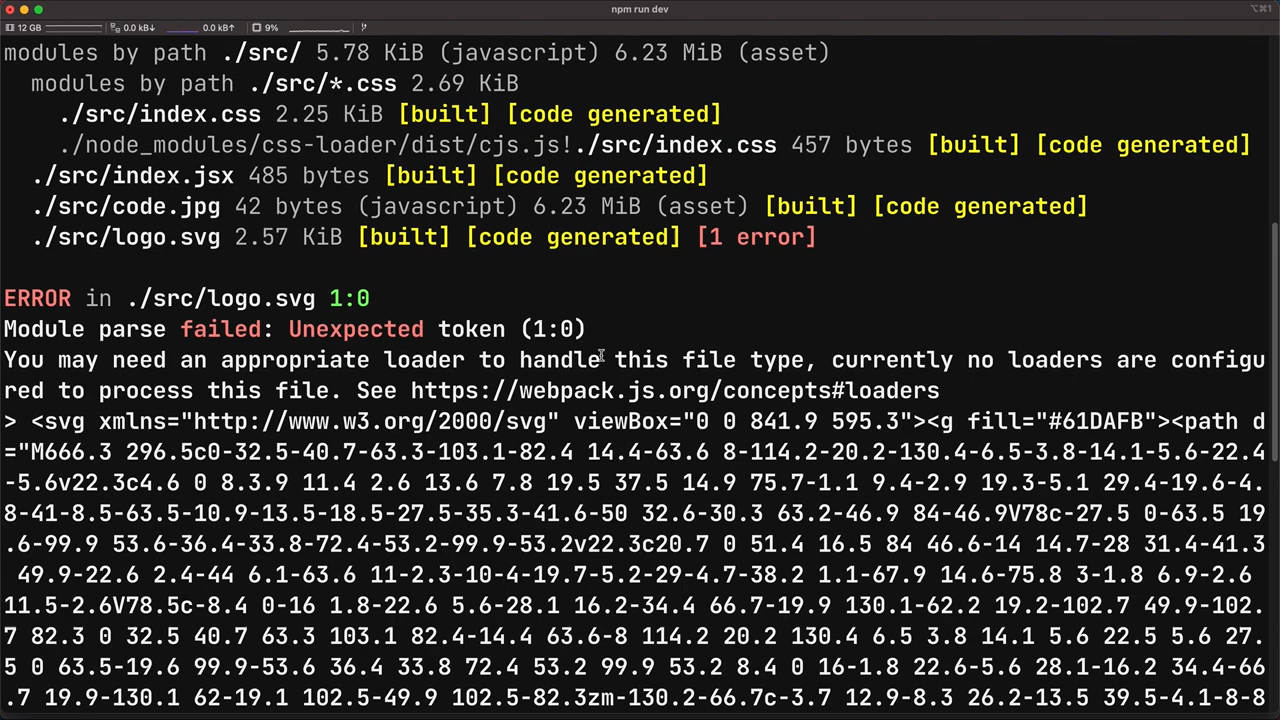 npm run dev
⌥⌘1
12 GB 0.0 kB↓ 0.0 kB↑ 9%
modules by path ./src/ 5.78 KiB (javascript) 6.23 MiB (asset)
modules by path ./src/*.css 2.69 KiB
./src/index.css 2.25 KiB [built] [code generated]
./node_modules/css-loader/dist/cjs.js!./src/index.css 457 bytes [built] [code generated]
./src/index.jsx 485 bytes [built] [code generated]
./src/code.jpg 42 bytes (javascript) 6.23 MiB (asset) [built] [code generated]
./src/logo.svg 2.57 KiB [built] [code generated] [1 error]
ERROR in ./src/logo.svg 1:0
Module parse failed: Unexpected token (1:0)
You may need an appropriate loader to handle this file type, currently no loaders are configu
red to process this file. See https://webpack.js.org/concepts#loaders
> <svg xmlns="http://www.w3.org/2000/svg" viewBox="0 0 841.9 595.3"><g fill="#61DAFB"><path d
="M666.3 296.5c0-32.5-40.7-63.3-103.1-82.4 14.4-63.6 8-114.2-20.2-130.4-6.5-3.8-14.1-5.6-22.4
-5.6v22.3c4.6 0 8.3.9 11.4 2.6 13.6 7.8 19.5 37.5 14.9 75.7-1.1 9.4-2.9 19.3-5.1 29.4-19.6-4.
8-41-8.5-63.5-10.9-13.5-18.5-27.5-35.3-41.6-50 32.6-30.3 63.2-46.9 84-46.9V78c-27.5 0-63.5 19
.6-99.9 53.6-36.4-33.8-72.4-53.2-99.9-53.2v22.3c20.7 0 51.4 16.5 84 46.6-14 14.7-28 31.4-41.3
49.9-22.6 2.4-44 6.1-63.6 11-2.3-10-4-19.7-5.2-29-4.7-38.2 1.1-67.9 14.6-75.8 3-1.8 6.9-2.6
11.5-2.6V78.5c-8.4 0-16 1.8-22.6 5.6-28.1 16.2-34.4 66.7-19.9 130.1-62.2 19.2-102.7 49.9-102.
7 82.3 0 32.5 40.7 63.3 103.1 82.4-14.4 63.6-8 114.2 20.2 130.4 6.5 3.8 14.1 5.6 22.5 5.6 27.
5 0 63.5-19.6 99.9-53.6 36.4 33.8 72.4 53.2 99.9 53.2 8.4 0 16-1.8 22.6-5.6 28.1-16.2 34.4-66
.7 19.9-130.1 62-19.1 102.5-49.9 102.5-82.3zm-130.2-66.7c-3.7 12.9-8.3 26.2-13.5 39.5-4.1-8-8